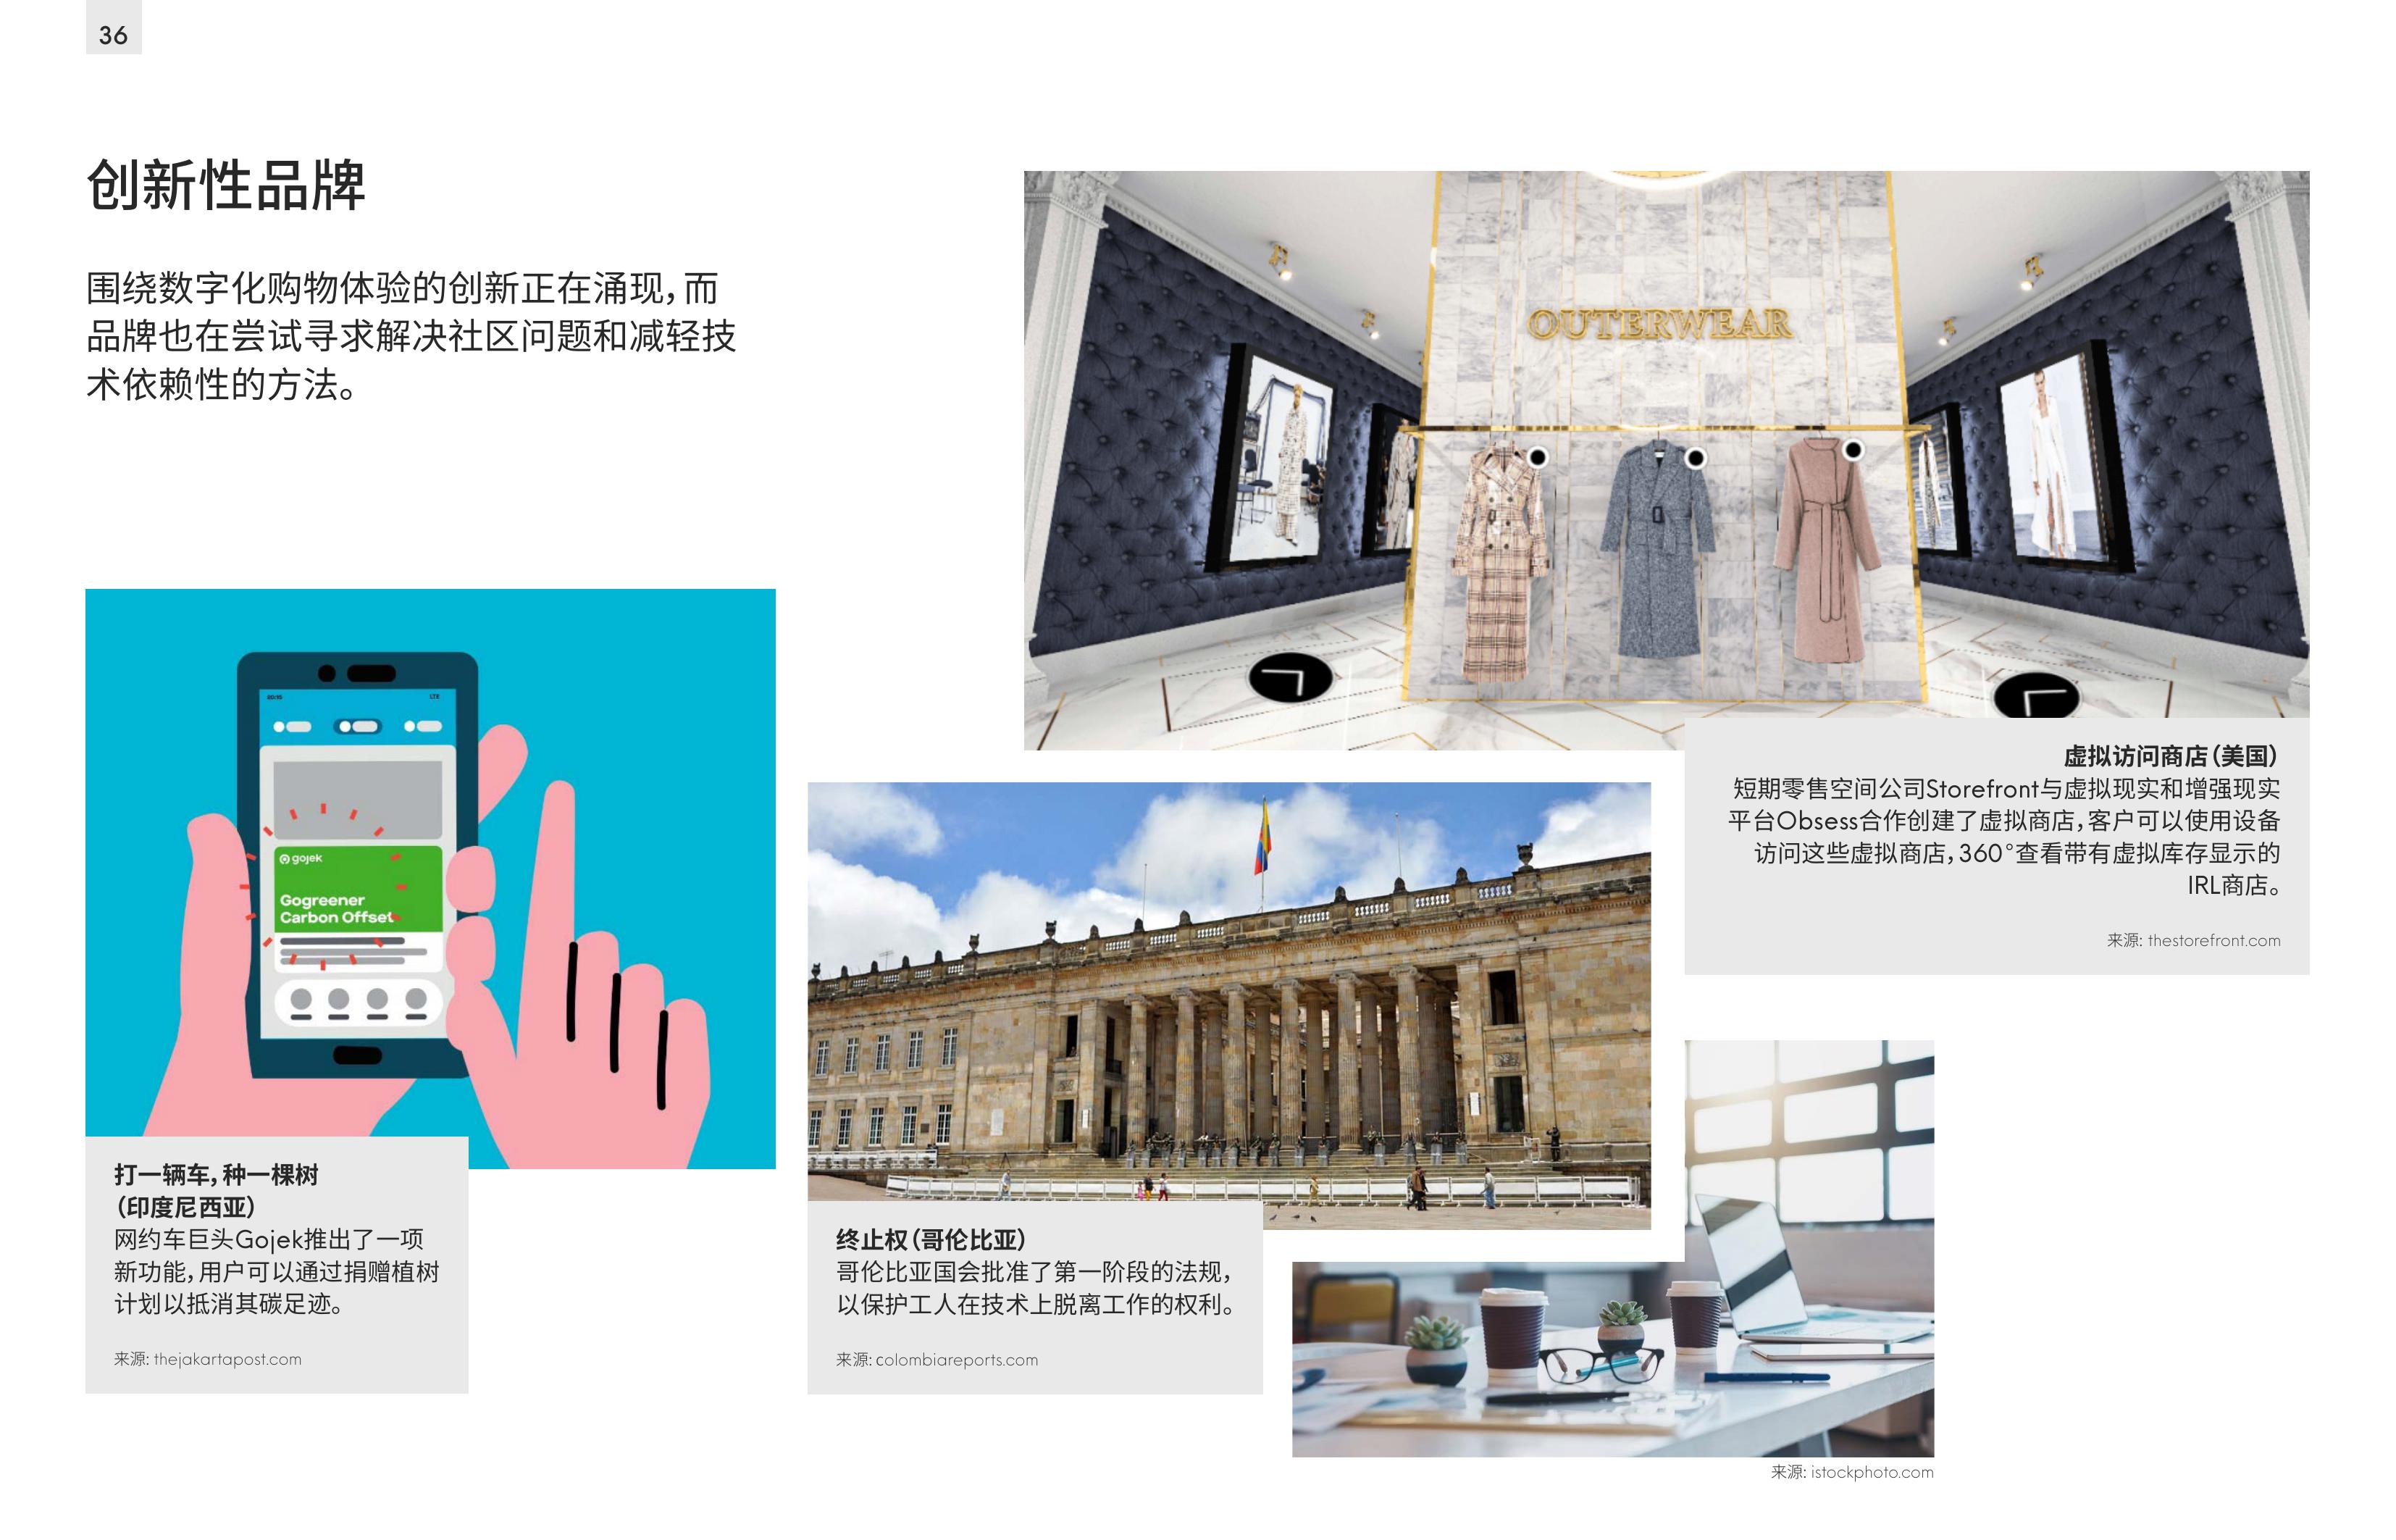 36
创新性品牌
围绕数字化购物体验的创新正在涌现，而
品牌也在尝试寻求解决社区问题和减轻技
术依赖性的方法。
OUTERWEAR
虚拟访问商店（美国）
短期零售空间公司Storefront与虚拟现实和增强现实
平台Obsess合作创建了虚拟商店，客户可以使用设备
访问这些虚拟商店，360°查看带有虚拟库存显示的
IRL商店。
来源: thestorefront.com
LTE
gojek
Gogreener
Carbon Offset
打一辆车，种一棵树
（印度尼西亚）
网约车巨头Gojek推出了一项
新功能，用户可以通过捐赠植树
计划以抵消其碳足迹。
来源: thejakartapost.com
终止权（哥伦比亚）
哥伦比亚国会批准了第一阶段的法规，
以保护工人在技术上脱离工作的权利。
来源: colombiareports.com
来源: istockphoto.com